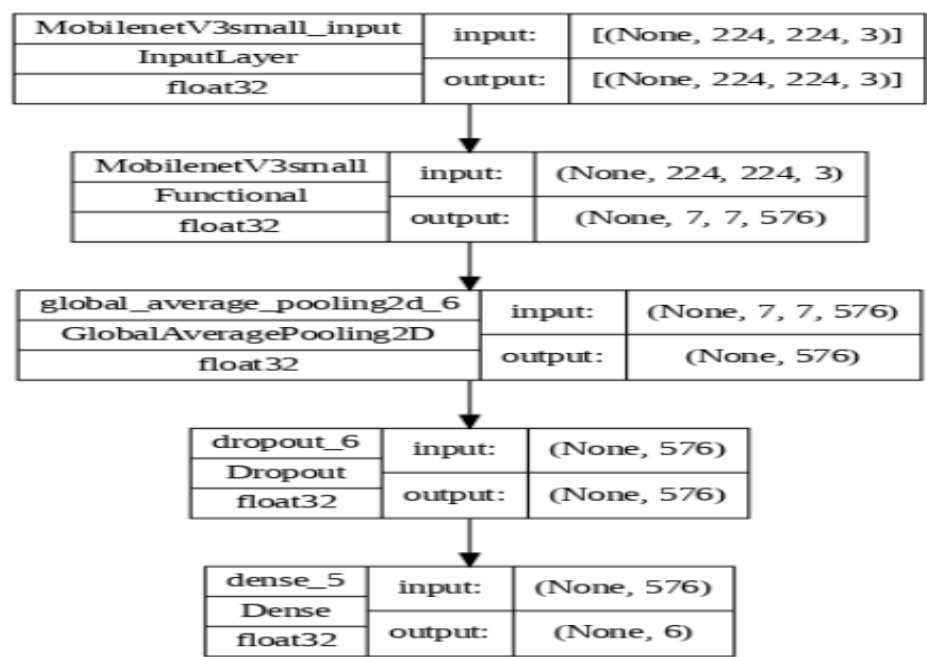 MobilenetV3small_input
InputLayer
float32
input:
[(None, 224, 224, 3)]
output:
[(None, 224, 224, 3)]
MobilenetV3small
Functional
float32
input:
(None, 224, 224, 3)
output:
(None, 7, 7, 576)
global_average_pooling2d_6
GlobalAveragePooling2D
float32
input:
(None, 7, 7, 576)
output:
(None, 576)
dropout_6
Dropout
float32
input:
(None, 576)
output:
(None, 576)
dense_5
Dense
float32
input:
(None, 576)
output:
(None, 6)